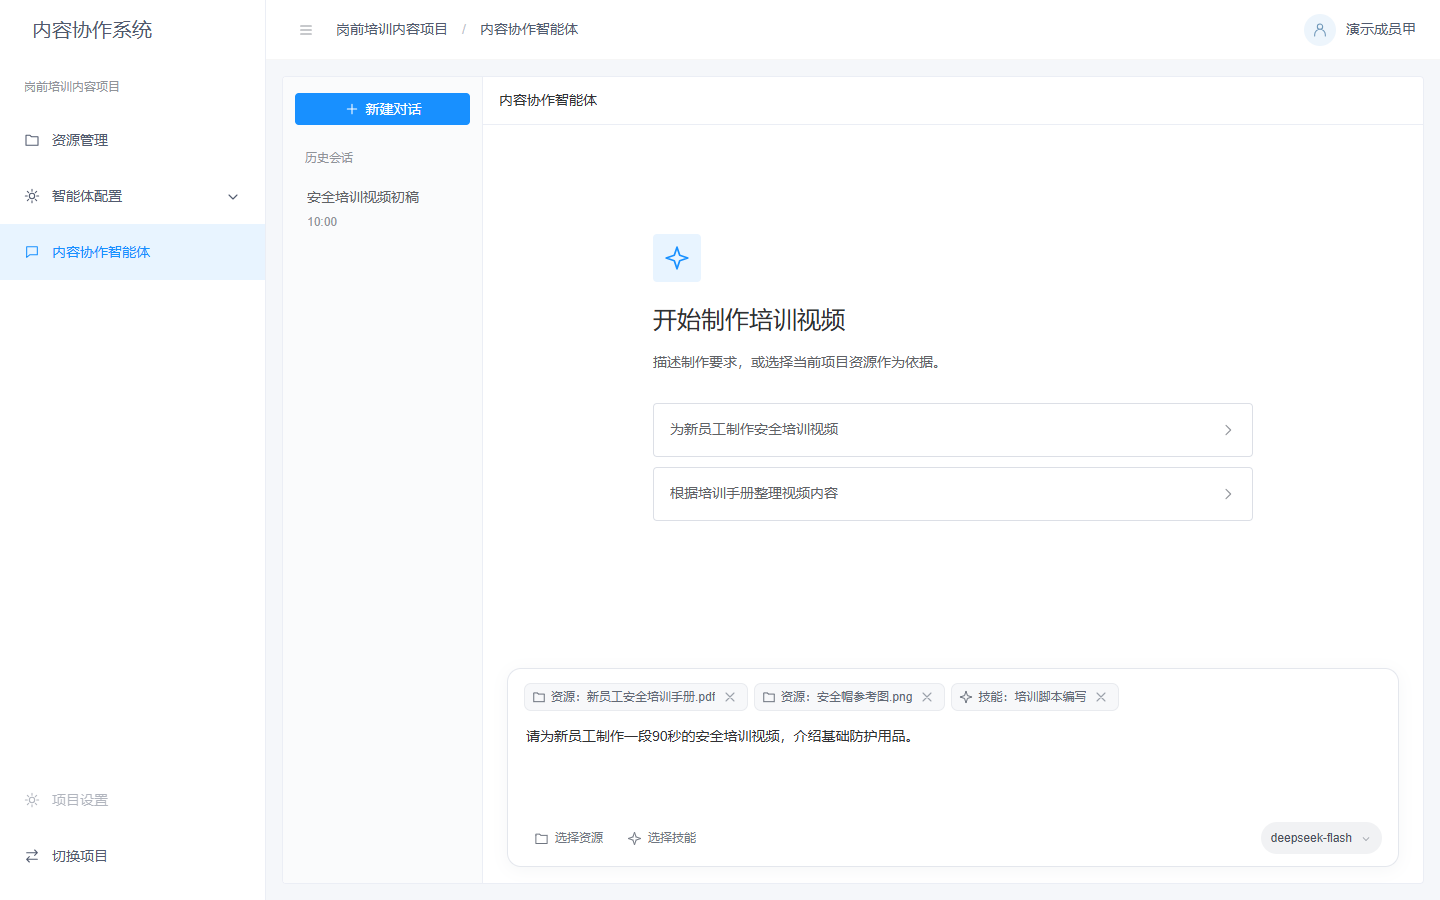 内容协作系统
岗前培训内容项目 / 内容协作智能体
演示成员甲
岗前培训内容项目
资源管理
智能体配置
内容协作智能体
项目设置
切换项目
新建对话
历史会话
安全培训视频初稿
10:00
内容协作智能体
开始制作培训视频
描述制作要求，或选择当前项目资源作为依据。
为新员工制作安全培训视频
根据培训手册整理视频内容
资源：新员工安全培训手册.pdf 资源：安全帽参考图.png 技能：培训脚本编写
请为新员工制作一段90秒的安全培训视频，介绍基础防护用品。
选择资源 选择技能 deepseek-flash